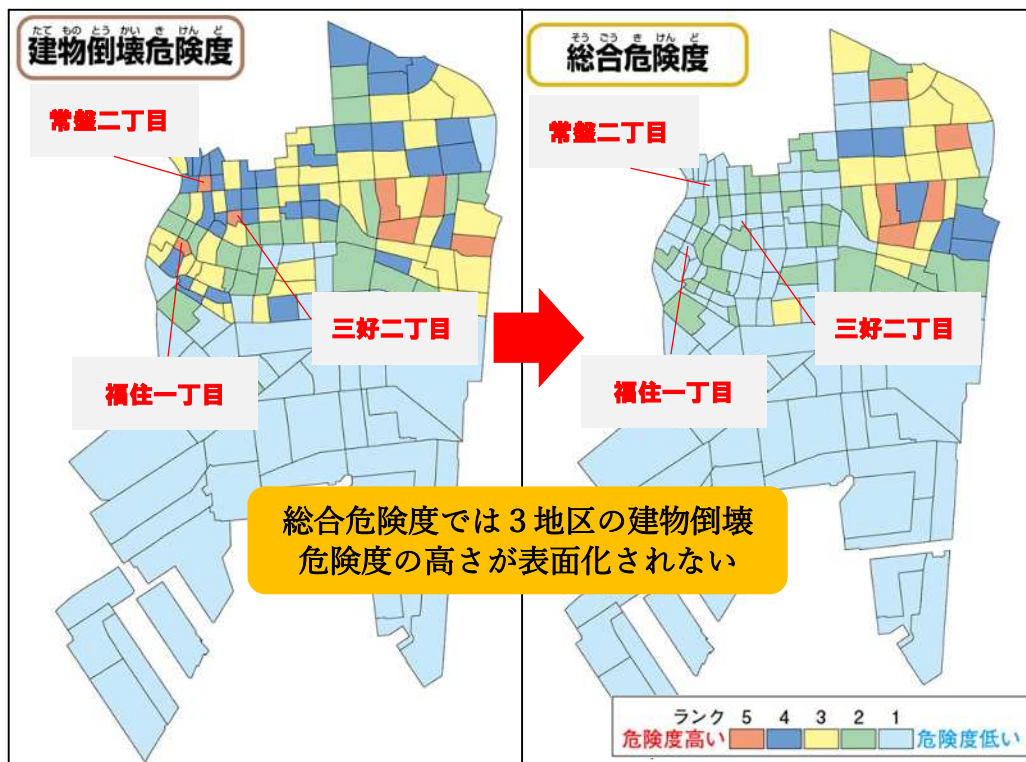 たてものとうかいきけんど
建物倒壊危険度
常盤二丁目
三好二丁目
福住一丁目
そうごうきけんど
総合危険度
常盤二丁目
三好二丁目
福住一丁目
総合危険度では３地区の建物倒壊
危険度の高さが表面化されない
ランク 5 4 3 2 1
危険度高い 危険度低い